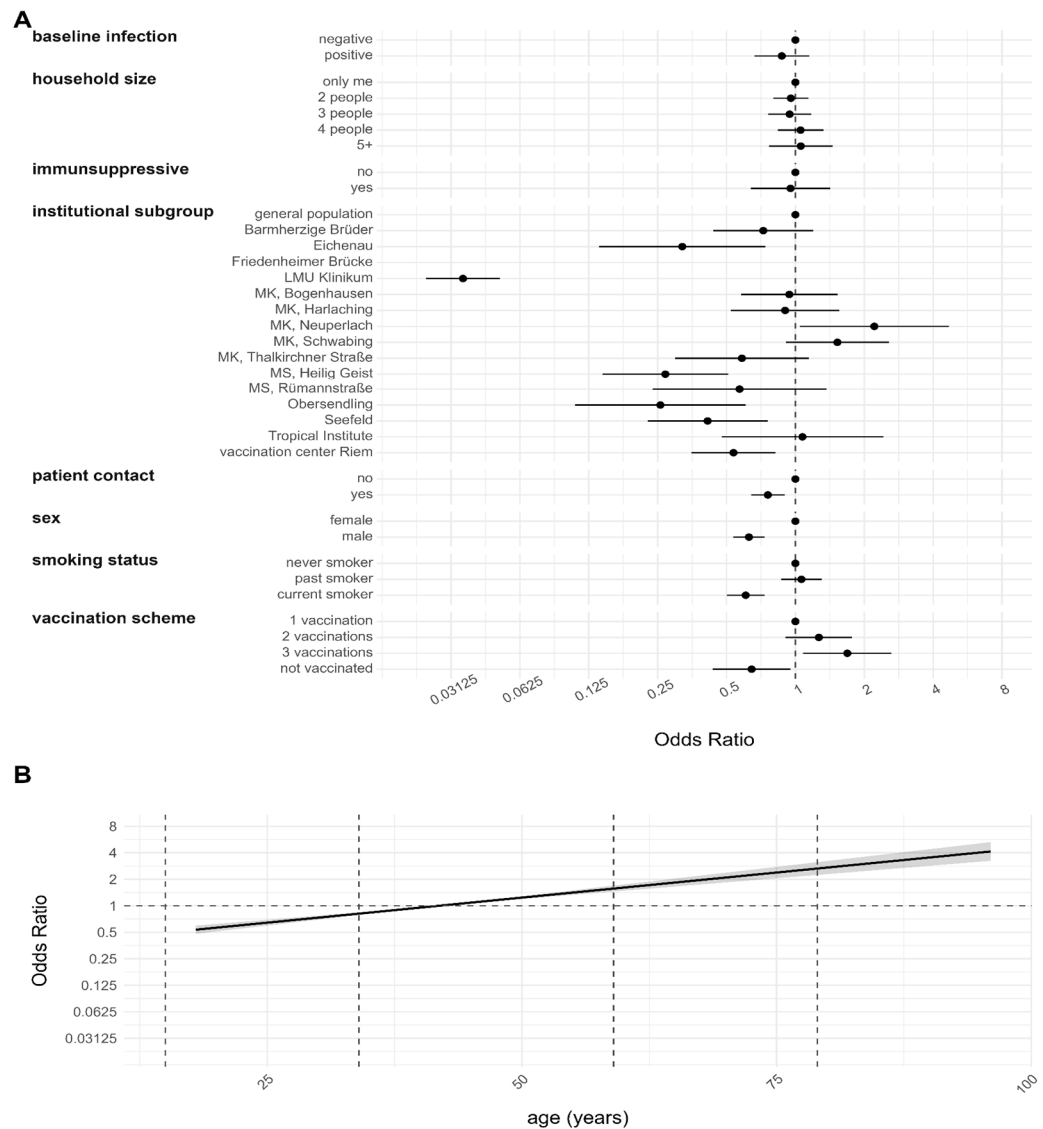 A
baseline infection
negative
positive
household size
only me
2 people
3 people
4 people
5+
immunsuppressive
no
yes
institutional subgroup
general population
Barmherzige Brüder
Eichenau
Friedenheimer Brücke
LMU Klinikum
MK, Bogenhausen
MK, Harlaching
MK, Neuperlach
MK, Schwabing
MK, Thalkirchner Straße
MS, Heilig Geist
MS, Rümannstraße
Obersendling
Seefeld
Tropical Institute
vaccination center Riem
patient contact
no
yes
sex
female
male
smoking status
never smoker
past smoker
current smoker
vaccination scheme
1 vaccination
2 vaccinations
3 vaccinations
not vaccinated
0.03125 0.0625 0.125 0.25 0.5 1 2 4 8
Odds Ratio
B
8
4
2
1
0.5
0.25
0.125
0.0625
0.03125
Odds Ratio
25 50 75 100
age (years)